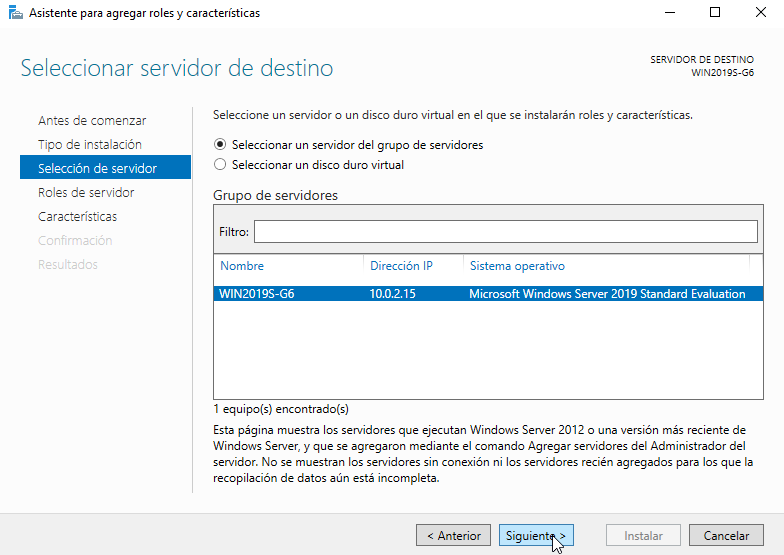 Asistente para agregar roles y características
Seleccionar servidor de destino
SERVIDOR DE DESTINO
WIN2019S-G6
Antes de comenzar
Tipo de instalación
Selección de servidor
Roles de servidor
Características
Confirmación
Resultados
Seleccione un servidor o un disco duro virtual en el que se instalarán roles y características.
Seleccionar un servidor del grupo de servidores
Seleccionar un disco duro virtual
Grupo de servidores
Filtro:
Nombre Dirección IP Sistema operativo
WIN2019S-G6 10.0.2.15 Microsoft Windows Server 2019 Standard Evaluation
1 equipo(s) encontrado(s)
Esta página muestra los servidores que ejecutan Windows Server 2012 o una versión más reciente de
Windows Server, y que se agregaron mediante el comando Agregar servidores del Administrador del
servidor. No se muestran los servidores sin conexión ni los servidores recién agregados para los que la
recopilación de datos aún está incompleta.
< Anterior Siguiente > Instalar Cancelar